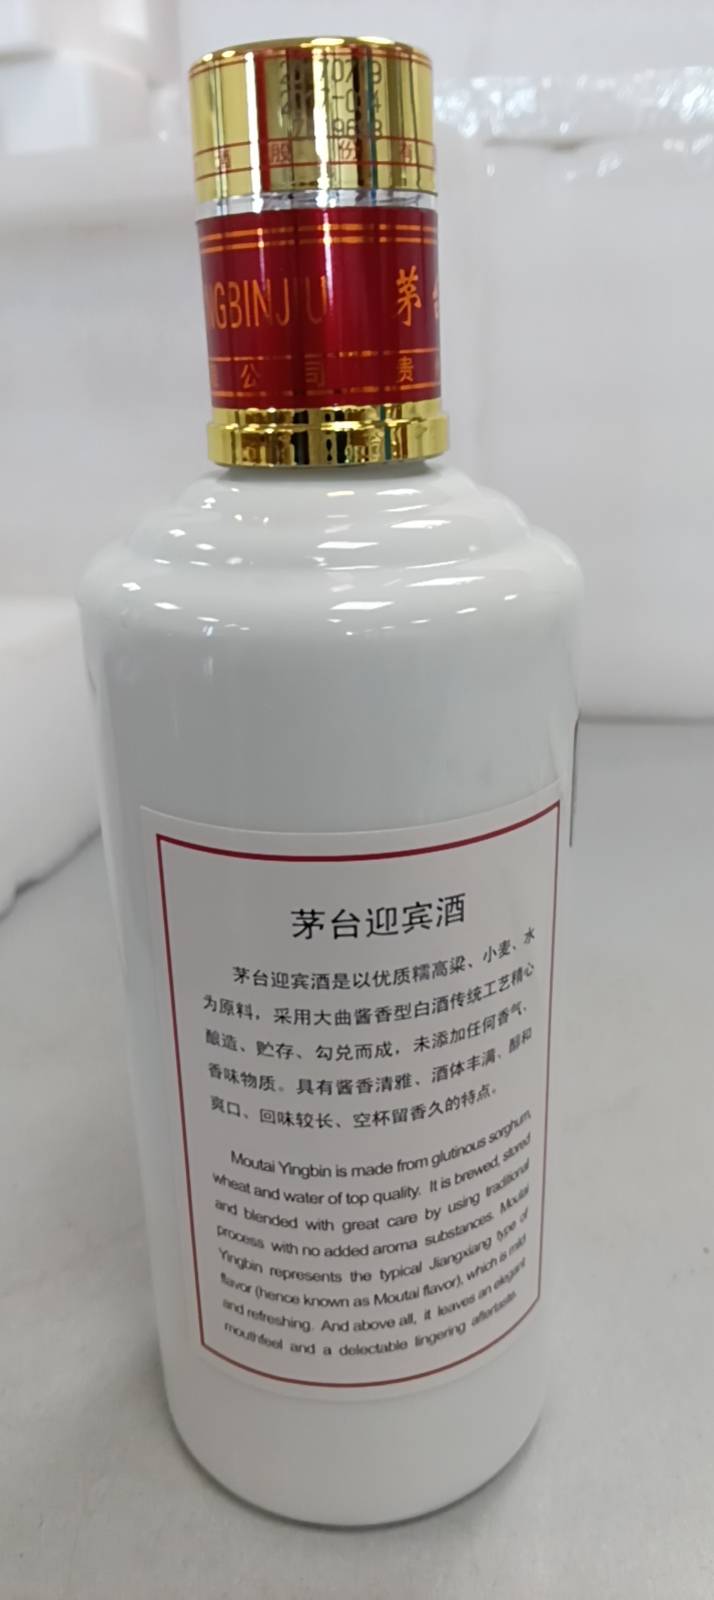 酒 股 份 有
NGBINJIU 茅台
公 司 贵
茅台迎宾酒
茅台迎宾酒是以优质糯高粱、小麦、水
为原料，采用大曲酱香型白酒传统工艺精心
酿造、贮存、勾兑而成，未添加任何香气、
香味物质。具有酱香清雅、酒体丰满、醇和
爽口、回味较长、空杯留香久的特点。
Moutai Yingbin is made from glutinous sorghum,
wheat and water of top quality. It is brewed, stored
and blended with great care by using traditional
process with no added aroma substances. Moutai
Yingbin represents the typical Jiangxiang type of
flavor (hence known as Moutai flavor), which is mild
and refreshing. And above all, it leaves an elegant
mouthfeel and a delectable lingering aftertaste.